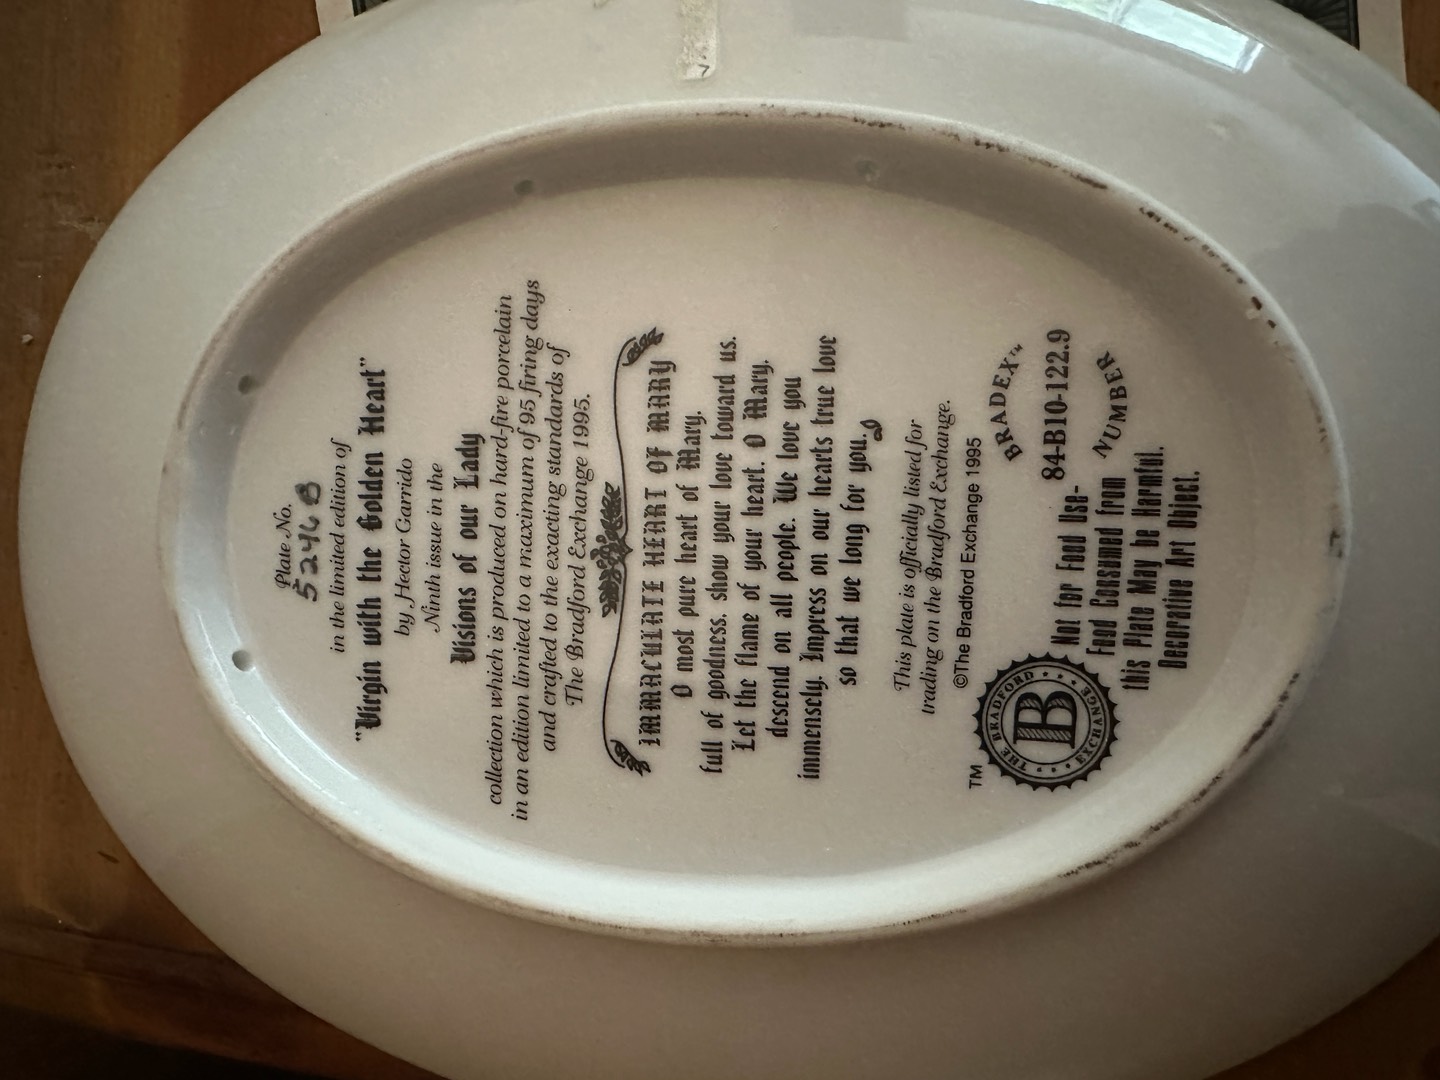 Plate No.
5246B
in the limited edition of
"Virgin with the Golden Heart"
by Hector Garrido
Ninth issue in the
Visions of our Lady
collection which is produced on hard-fire porcelain
in an edition limited to a maximum of 95 firing days
and crafted to the exacting standards of
The Bradford Exchange 1995.
IMMACULATE HEART OF MARY
O most pure heart of Mary,
full of goodness, show your love toward us.
Let the flame of your heart, O Mary,
descend on all people. We love you
immensely. Impress on our hearts true love
so that we long for you.
This plate is officially listed for
trading on the Bradford Exchange.
©The Bradford Exchange 1995
BRADEX™
84-B10-122.9
NUMBER
TM
THE BRADFORD
B
EXCHANGE
Not for Food Use-
Food Consumed from
this Plate May be Harmful.
Decorative Art Object.